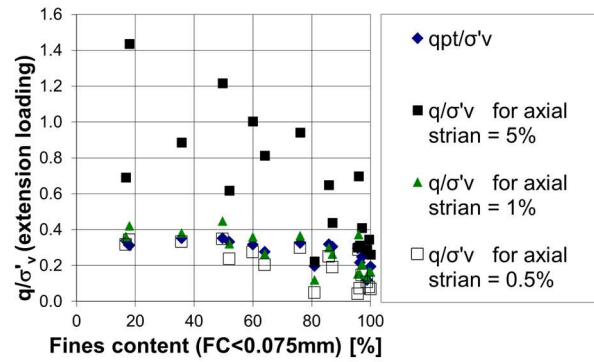 1.6
1.4
1.2
1.0
0.8
0.6
0.4
0.2
0.0
q/σ'v (extension loading)
0 20 40 60 80 100
Fines content (FC<0.075mm) [%]
qpt/σ'v
q/σ'v for axial
strian = 5%
q/σ'v for axial
strian = 1%
q/σ'v for axial
strian = 0.5%